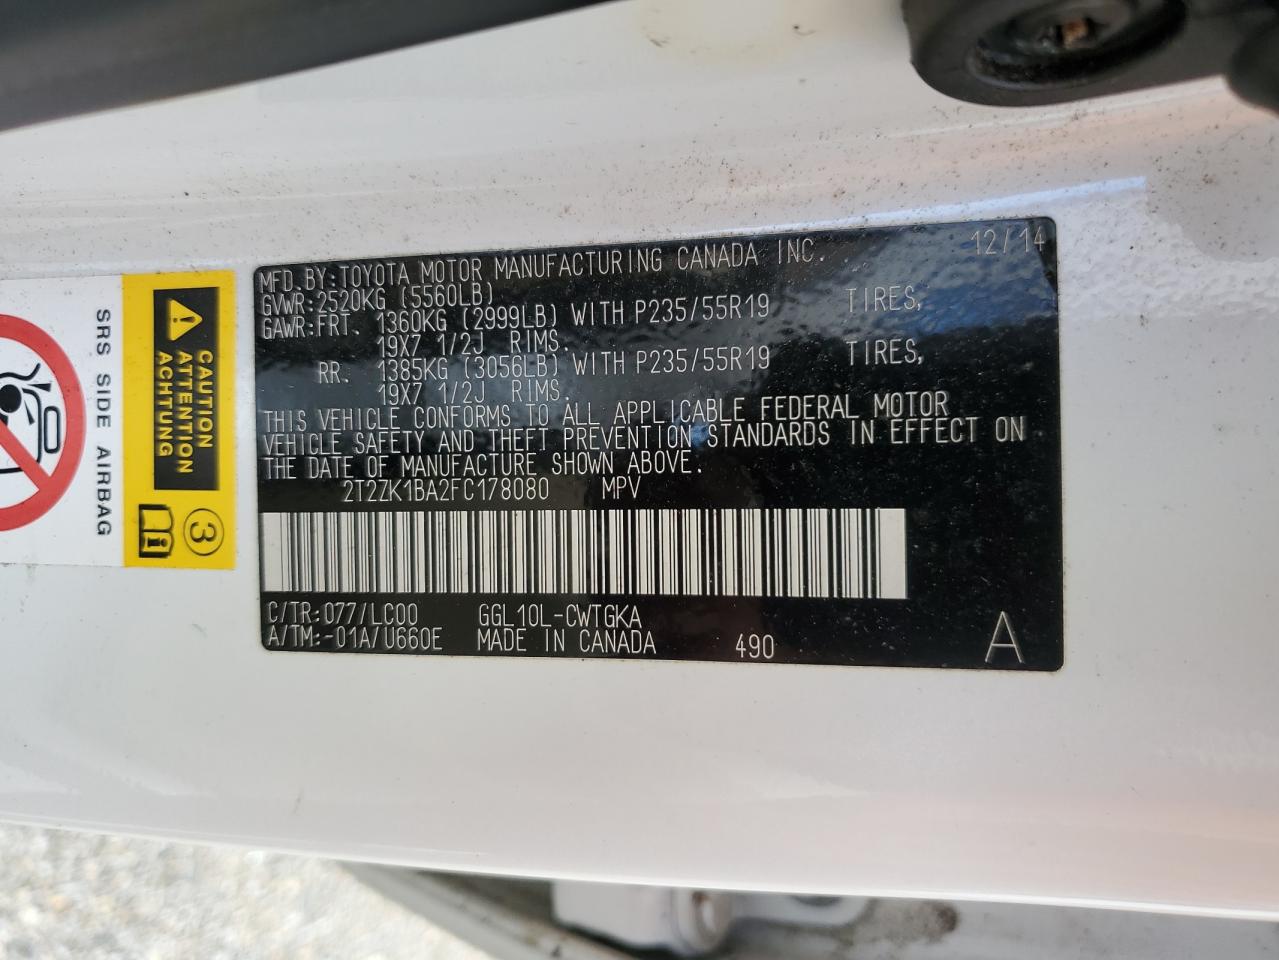 MFD.BY:TOYOTA MOTOR MANUFACTURING CANADA INC. 12/14
GVWR:2520KG (5560LB)
GAWR:FRT. 1360KG (2999LB) WITH P235/55R19 TIRES,
19X7 1/2J RIMS.
RR. 1385KG (3056LB) WITH P235/55R19 TIRES,
19X7 1/2J RIMS.
THIS VEHICLE CONFORMS TO ALL APPLICABLE FEDERAL MOTOR
VEHICLE SAFETY AND THEFT PREVENTION STANDARDS IN EFFECT ON
THE DATE OF MANUFACTURE SHOWN ABOVE.
2T2ZK1BA2FC178080 MPV
C/TR:077/LC00 GGL10L-CWTGKA
A/TM:-01A/U660E MADE IN CANADA 490 A
CAUTION
ATTENTION
ACHTUNG
3
SRS SIDE AIRBAG